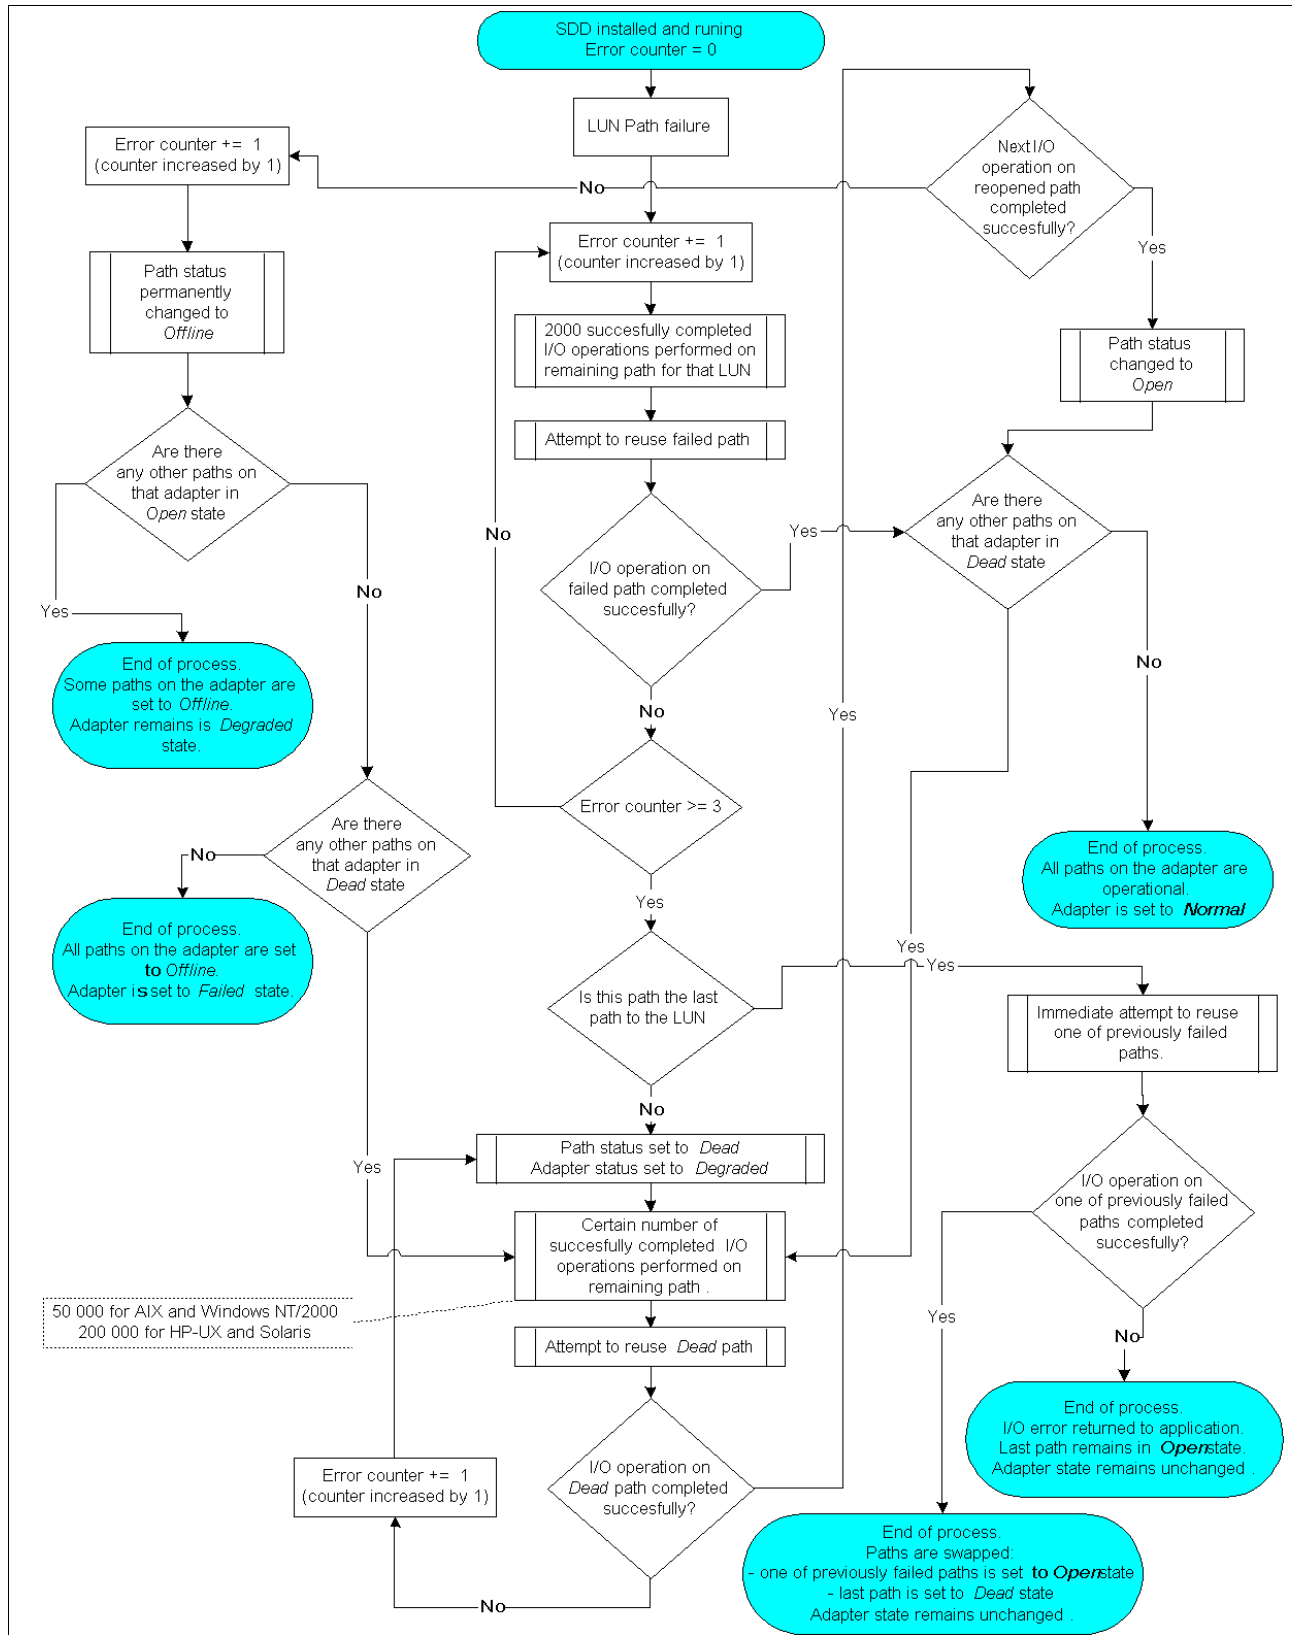 SDD installed and runing
Error counter = 0
LUN Path failure
Error counter += 1
(counter increased by 1)
Next I/O
operation on
reopened path
completed
succesfully?
No
Yes
Error counter += 1
(counter increased by 1)
Path status
permanently
changed to
Offline
2000 succesfully completed
I/O operations performed on
remaining path for that LUN
Path status
changed to
Open
Attempt to reuse failed path
Are there
any other paths on
that adapter in
Open state
Are there
any other paths on
that adapter in
Dead state
No
Yes
I/O operation on
failed path completed
succesfully?
No
Yes
End of process.
Some paths on the adapter are
set to Offline.
Adapter remains is Degraded
state.
No
No
Yes
Error counter >= 3
Are there
any other paths on
that adapter in
Dead state
No
End of process.
All paths on the adapter are
operational.
Adapter is set to Normal
Yes
End of process.
All paths on the adapter are set
to Offline.
Adapter is set to Failed state.
Yes
Yes
Is this path the last
path to the LUN
Immediate attempt to reuse
one of previously failed
paths.
No
Path status set to Dead
Adapter status set to Degraded
Yes
I/O operation on
one of previously failed
paths completed
succesfully?
Certain number of
succesfully completed I/O
operations performed on
remaining path .
50 000 for AIX and Windows NT/2000
200 000 for HP-UX and Solaris
Yes
No
Attempt to reuse Dead path
End of process.
I/O error returned to application.
Last path remains in Open state.
Adapter state remains unchanged .
Error counter += 1
(counter increased by 1)
I/O operation on
Dead path completed
succesfully?
No
End of process.
Paths are swapped:
- one of previously failed paths is set to Open state
- last path is set to Dead state
Adapter state remains unchanged .